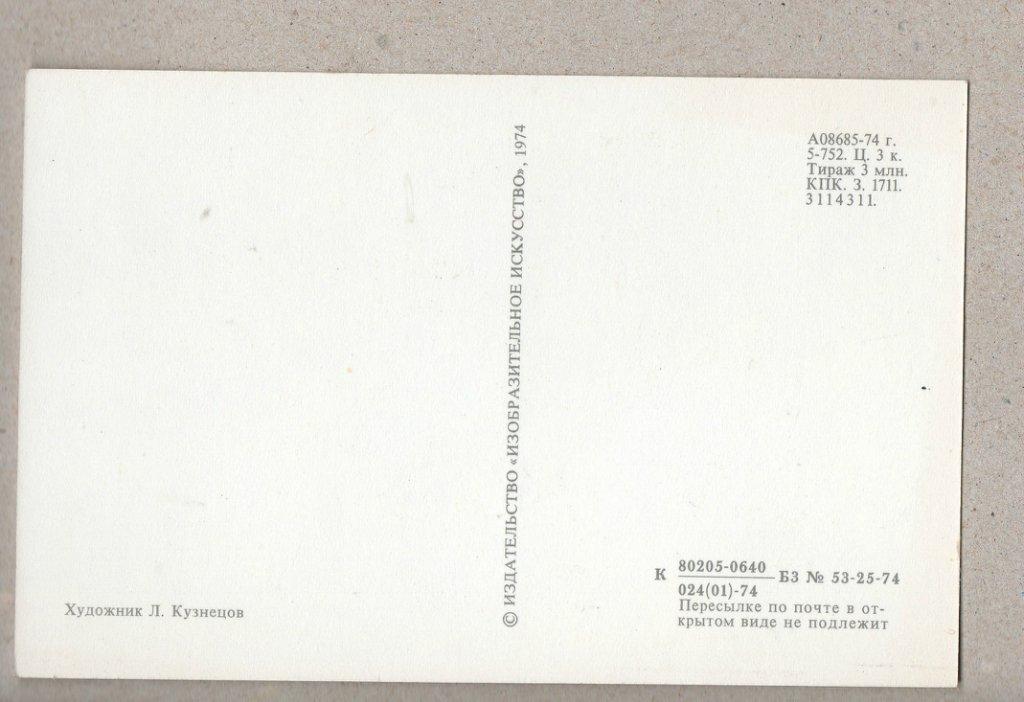 Художник Л. Кузнецов
© ИЗДАТЕЛЬСТВО «ИЗОБРАЗИТЕЛЬНОЕ ИСКУССТВО», 1974
А08685-74 г.
5-752. Ц. 3 к.
Тираж 3 млн.
КПК. З. 1711.
3114311.
К 80205-0640 БЗ № 53-25-74
024(01)-74
Пересылке по почте в от-
крытом виде не подлежит